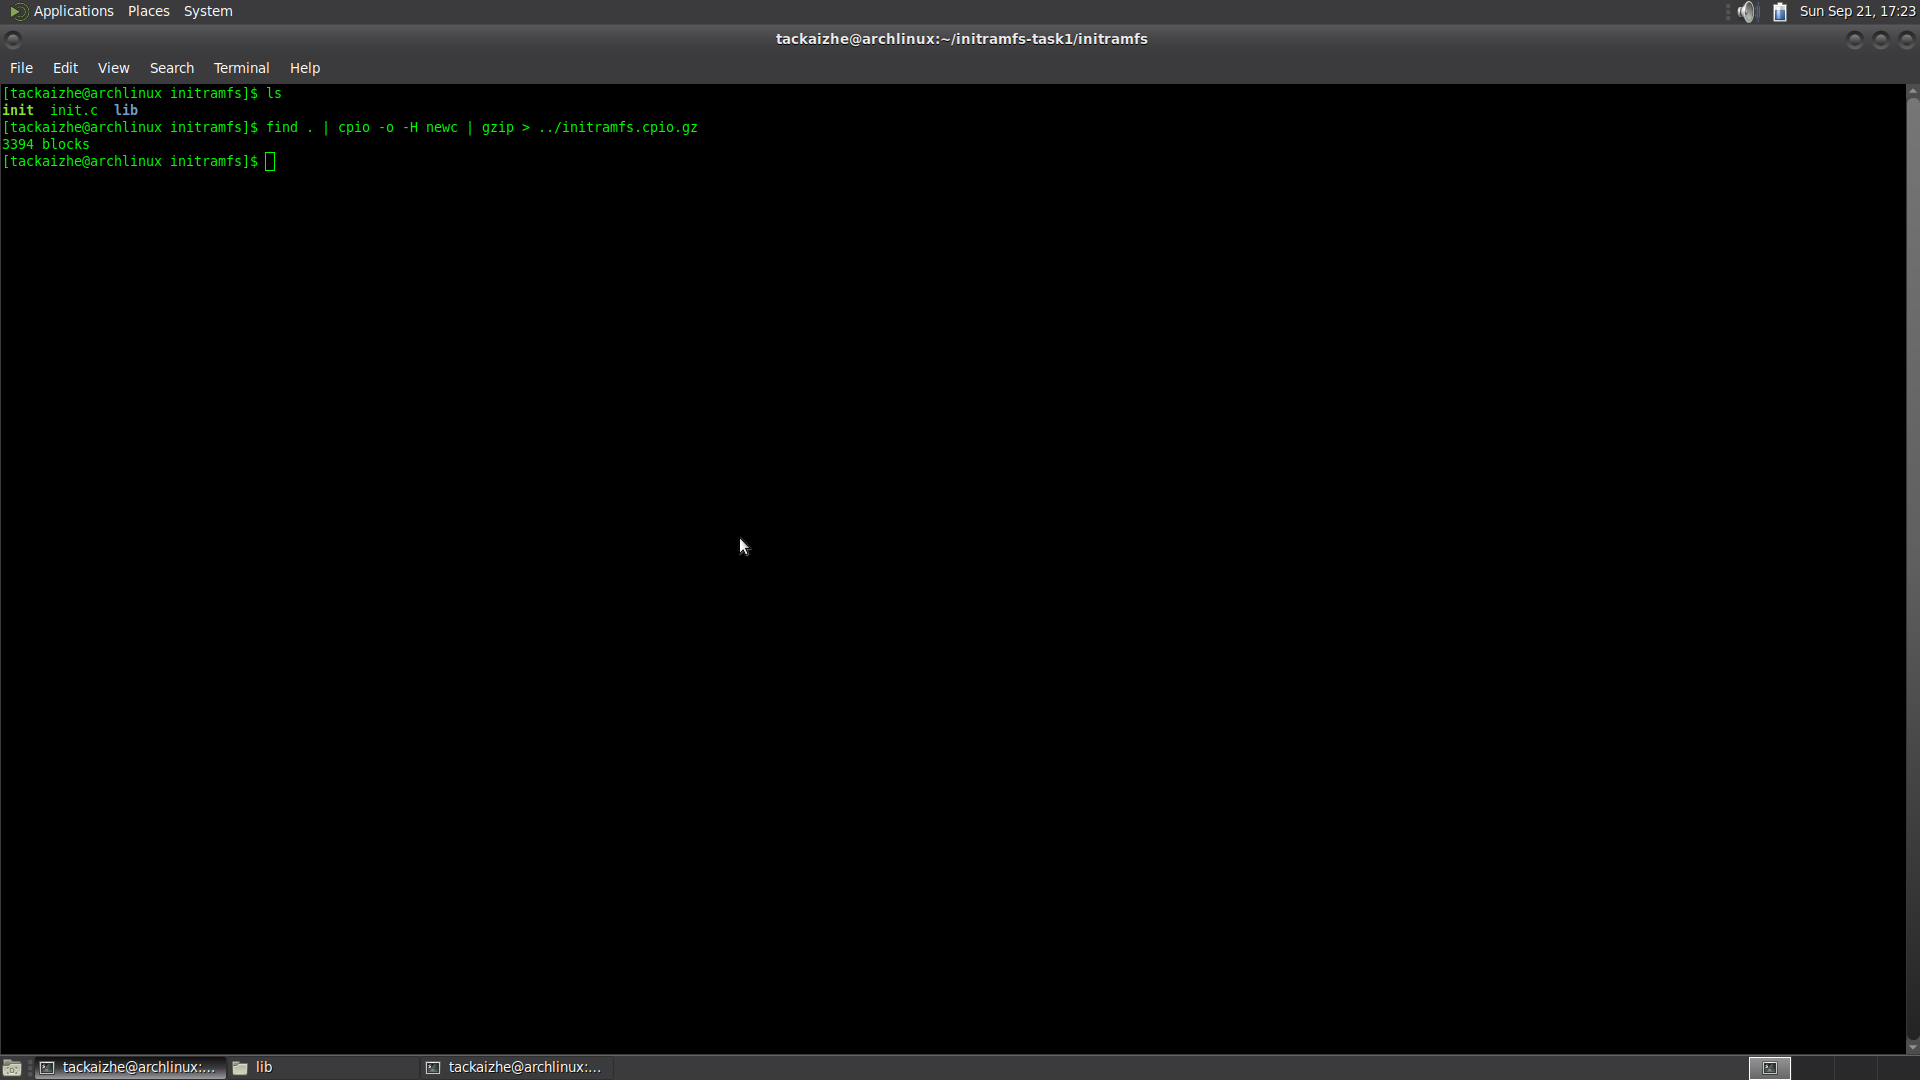 Applications Places System Sun Sep 21, 17:23
tackaizhe@archlinux:~/initramfs-task1/initramfs
File Edit View Search Terminal Help
[tackaizhe@archlinux initramfs]$ ls
init init.c lib
[tackaizhe@archlinux initramfs]$ find . | cpio -o -H newc | gzip > ../initramfs.cpio.gz
3394 blocks
[tackaizhe@archlinux initramfs]$
tackaizhe@archlinux:... lib tackaizhe@archlinux:...